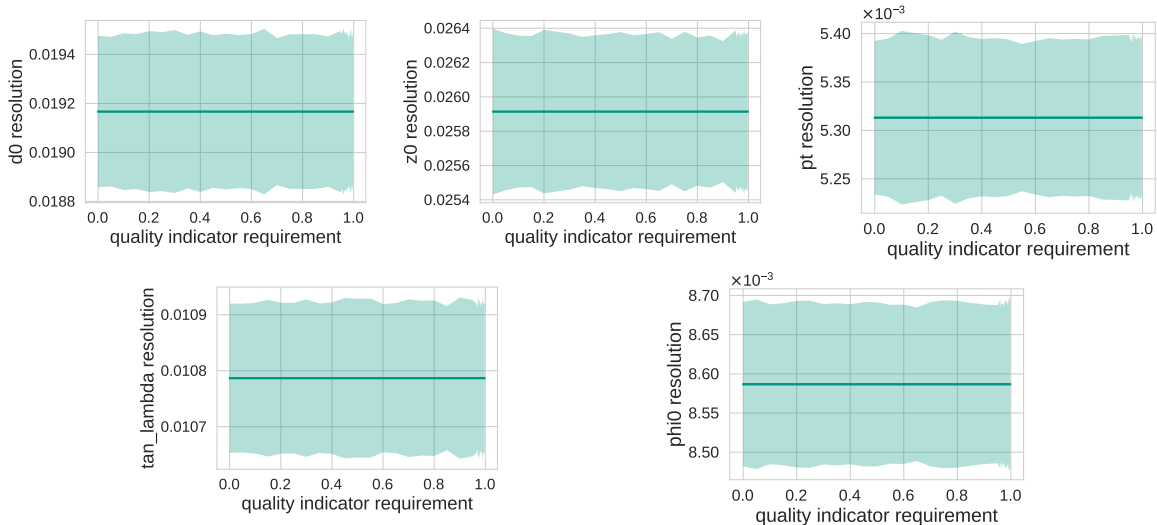 d0 resolution
0.0194
0.0192
0.0190
0.0188
0.0 0.2 0.4 0.6 0.8 1.0
quality indicator requirement
z0 resolution
0.0264
0.0262
0.0260
0.0258
0.0256
0.0254
0.0 0.2 0.4 0.6 0.8 1.0
quality indicator requirement
×10⁻³
pt resolution
5.40
5.35
5.30
5.25
0.0 0.2 0.4 0.6 0.8 1.0
quality indicator requirement
tan_lambda resolution
0.0109
0.0108
0.0107
0.0 0.2 0.4 0.6 0.8 1.0
quality indicator requirement
×10⁻³
phi0 resolution
8.70
8.65
8.60
8.55
8.50
0.0 0.2 0.4 0.6 0.8 1.0
quality indicator requirement